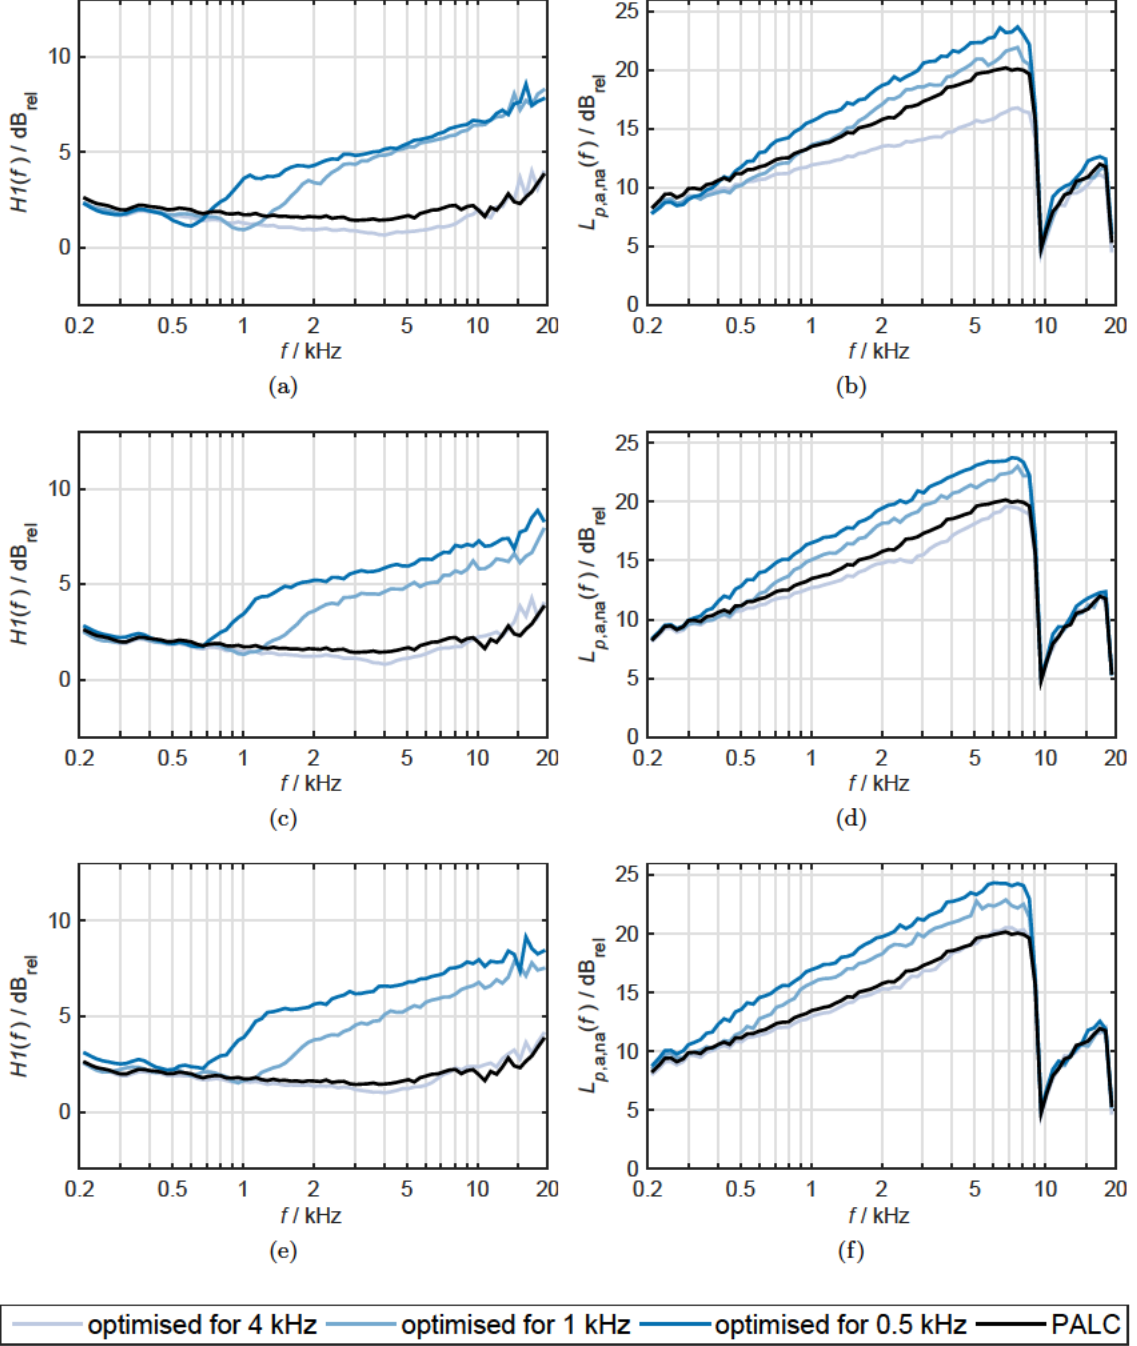 10
5
0
H1(f) / dBrel
0.2 0.5 1 2 5 10 20
f / kHz
(a)
25
20
15
10
5
0
Lp,a,na(f) / dBrel
0.2 0.5 1 2 5 10 20
f / kHz
(b)
10
5
0
H1(f) / dBrel
0.2 0.5 1 2 5 10 20
f / kHz
(c)
25
20
15
10
5
0
Lp,a,na(f) / dBrel
0.2 0.5 1 2 5 10 20
f / kHz
(d)
10
5
0
H1(f) / dBrel
0.2 0.5 1 2 5 10 20
f / kHz
(e)
25
20
15
10
5
0
Lp,a,na(f) / dBrel
0.2 0.5 1 2 5 10 20
f / kHz
(f)
optimised for 4 kHz optimised for 1 kHz optimised for 0.5 kHz PALC